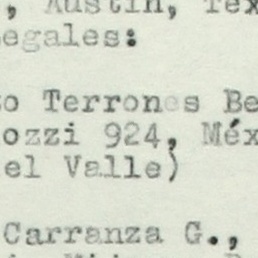 , Austin, Tex
egales:
o Terrones Be
ozzi 924, Méx
el Valle)
Carranza G.,